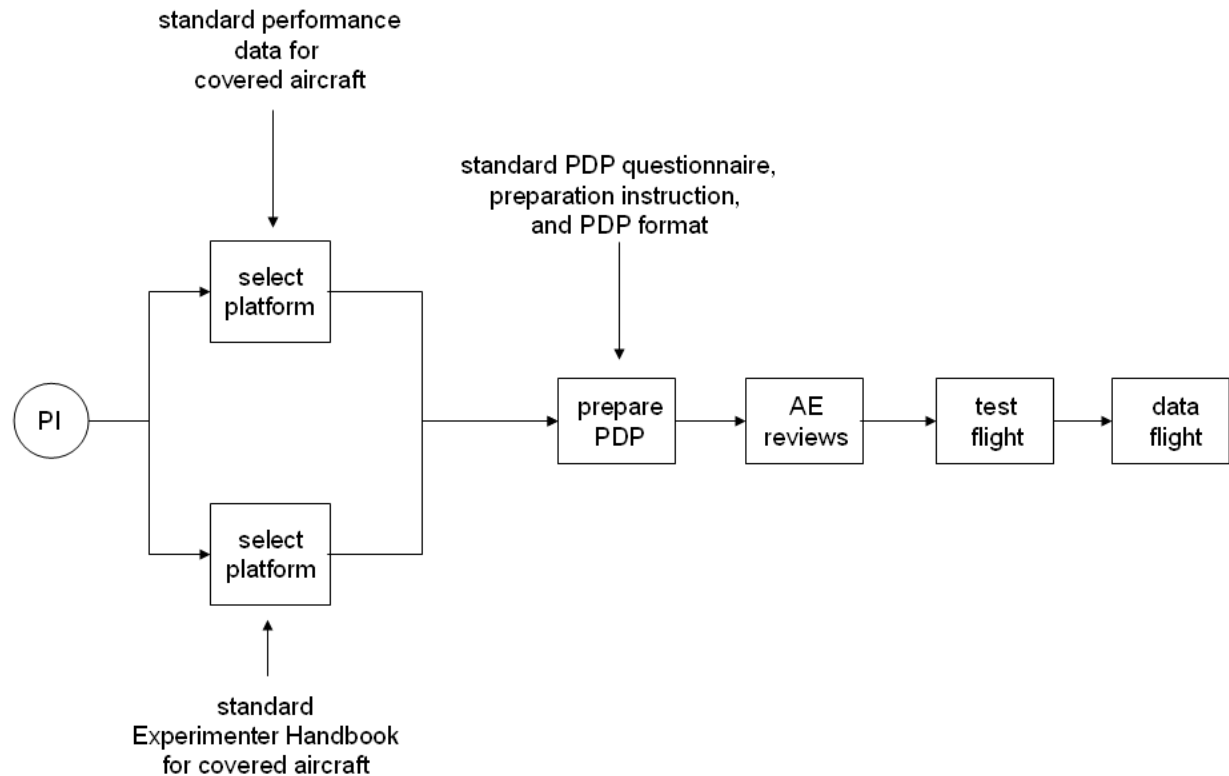 standard performance
data for
covered aircraft
standard PDP questionnaire,
preparation instruction,
and PDP format
select
platform
PI
prepare
PDP
AE
reviews
test
flight
data
flight
select
platform
standard
Experimenter Handbook
for covered aircraft